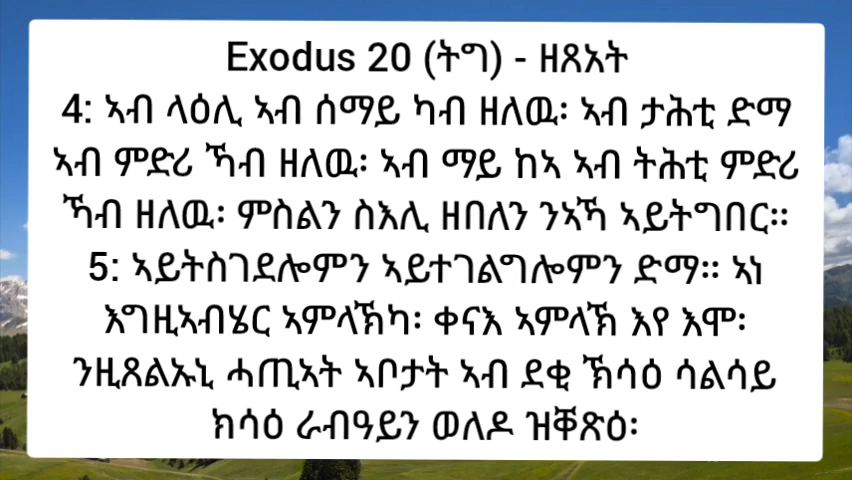 Exodus 20 (ትግ) - ዘጸአት
4: ኣብ ላዕሊ ኣብ ሰማይ ካብ ዘለዉ፡ ኣብ ታሕቲ ድማ
ኣብ ምድሪ ኻብ ዘለዉ፡ ኣብ ማይ ከኣ ኣብ ትሕቲ ምድሪ
ኻብ ዘለዉ፡ ምስልን ስእሊ ዘበለን ንኣኻ ኣይትግበር።
5: ኣይትስገደሎምን ኣይተገልግሎምን ድማ። ኣነ
እግዚኣብሄር ኣምላኽካ፡ ቀናእ ኣምላኽ እየ እሞ፡
ንዚጸልኡኒ ሓጢኣት ኣቦታት ኣብ ደቂ ኽሳዕ ሳልሳይ
ክሳዕ ራብዓይን ወለዶ ዝቐጽዕ፡